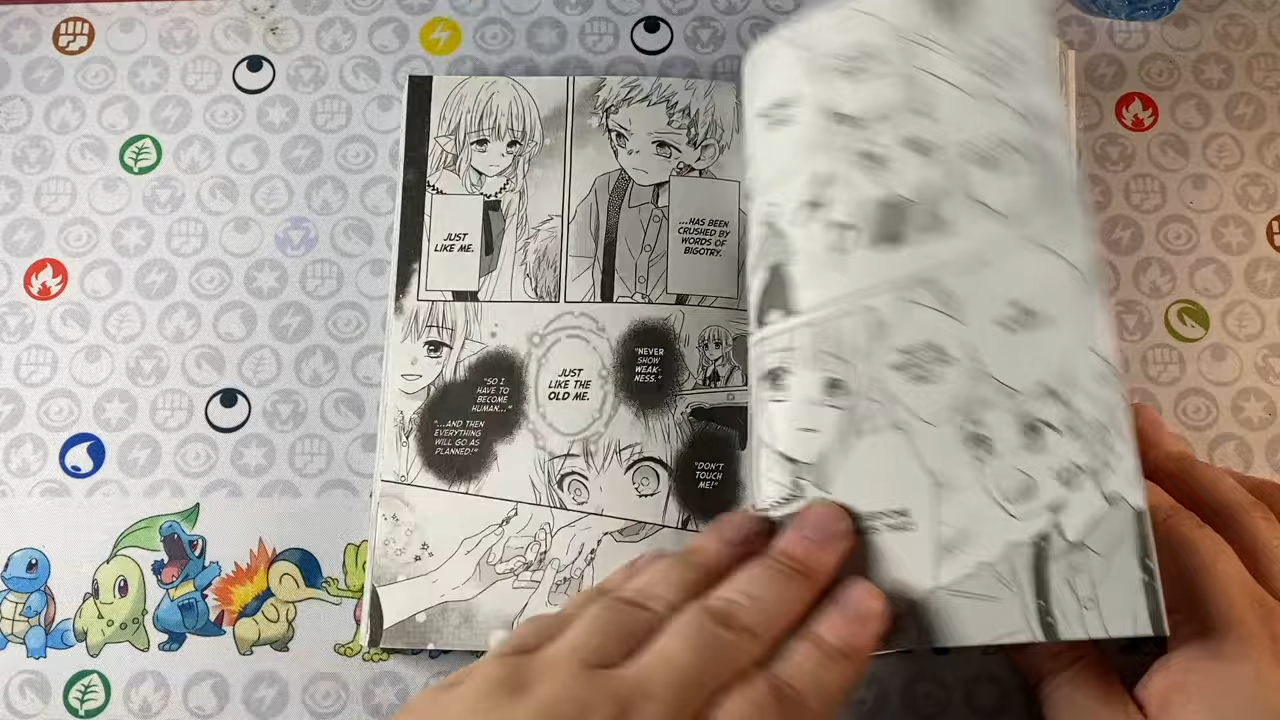 ...HAS BEEN
CRUSHED BY
WORDS OF
BIGOTRY.
JUST
LIKE ME.
"NEVER
SHOW
WEAK-
NESS."
JUST
LIKE THE
OLD ME.
"SO I
HAVE TO
BECOME
HUMAN..."
"...AND THEN
EVERYTHING
WILL GO AS
PLANNED!"
"DON'T
TOUCH
ME!"